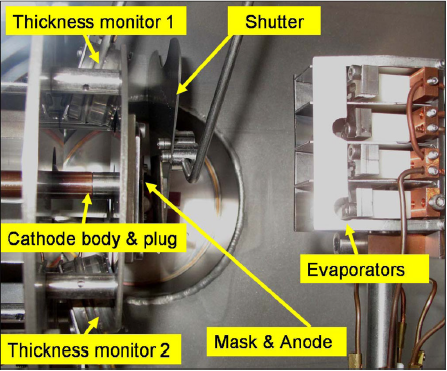 Thickness monitor 1
Shutter
Cathode body & plug
Evaporators
Mask & Anode
Thickness monitor 2